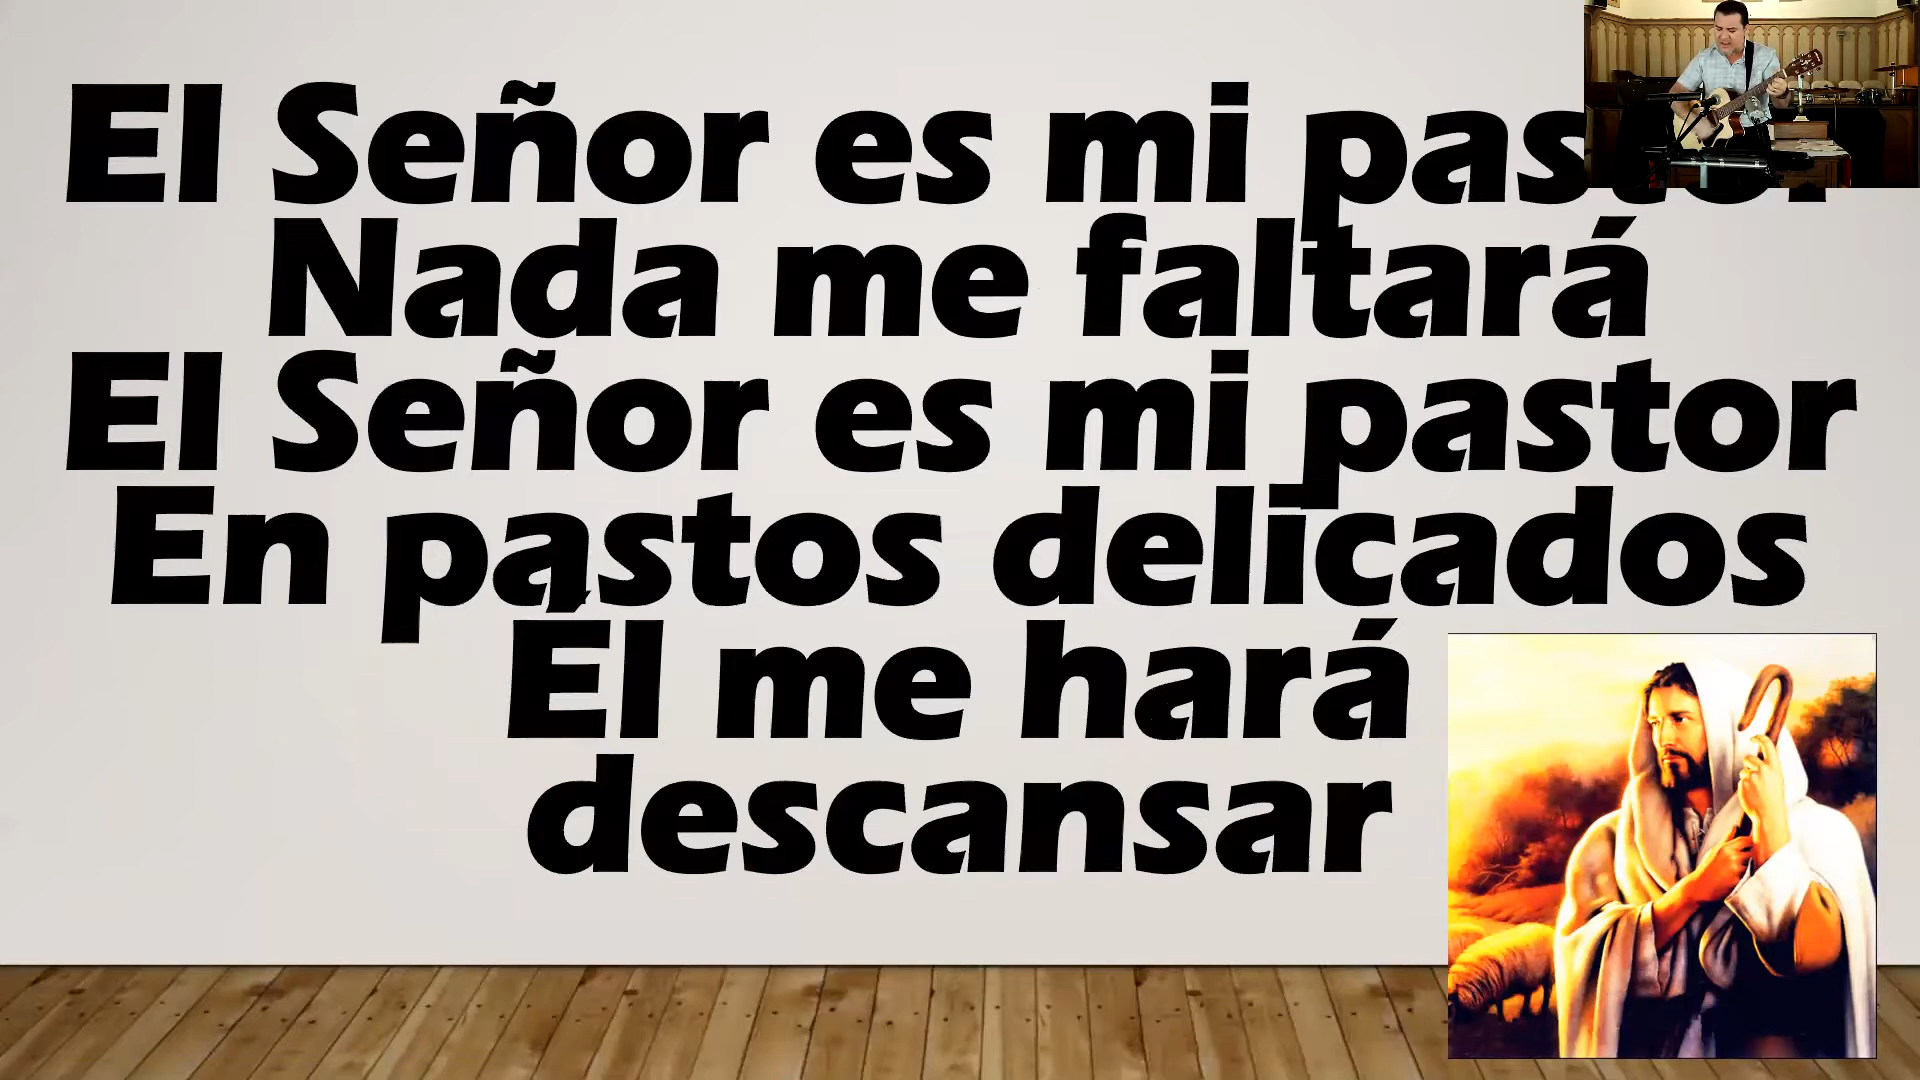 El Señor es mi pastor
Nada me faltará
El Señor es mi pastor
En pastos delicados
Él me hará
descansar